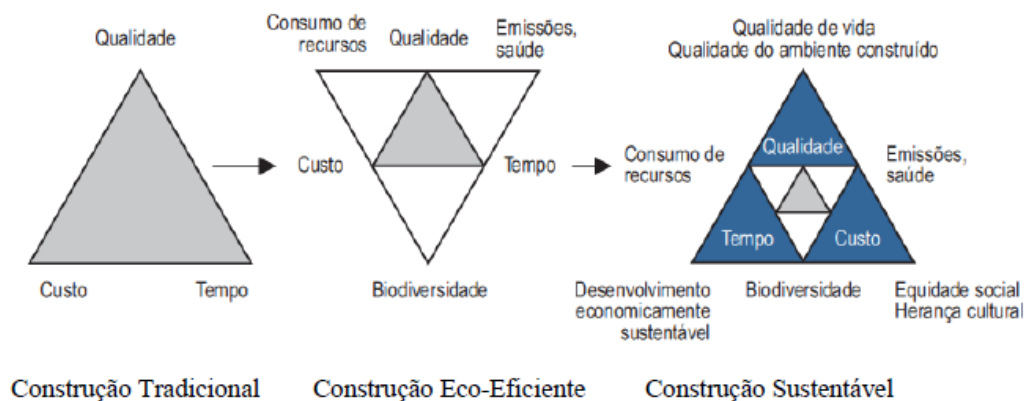 Qualidade
Custo
Tempo
Construção Tradicional
Consumo de
recursos
Qualidade
Emissões,
saúde
Custo
Tempo
Biodiversidade
Construção Eco-Eficiente
Qualidade de vida
Qualidade do ambiente construído
Consumo de
recursos
Qualidade
Emissões,
saúde
Tempo
Custo
Desenvolvimento
economicamente
sustentável
Biodiversidade
Equidade social
Herança cultural
Construção Sustentável